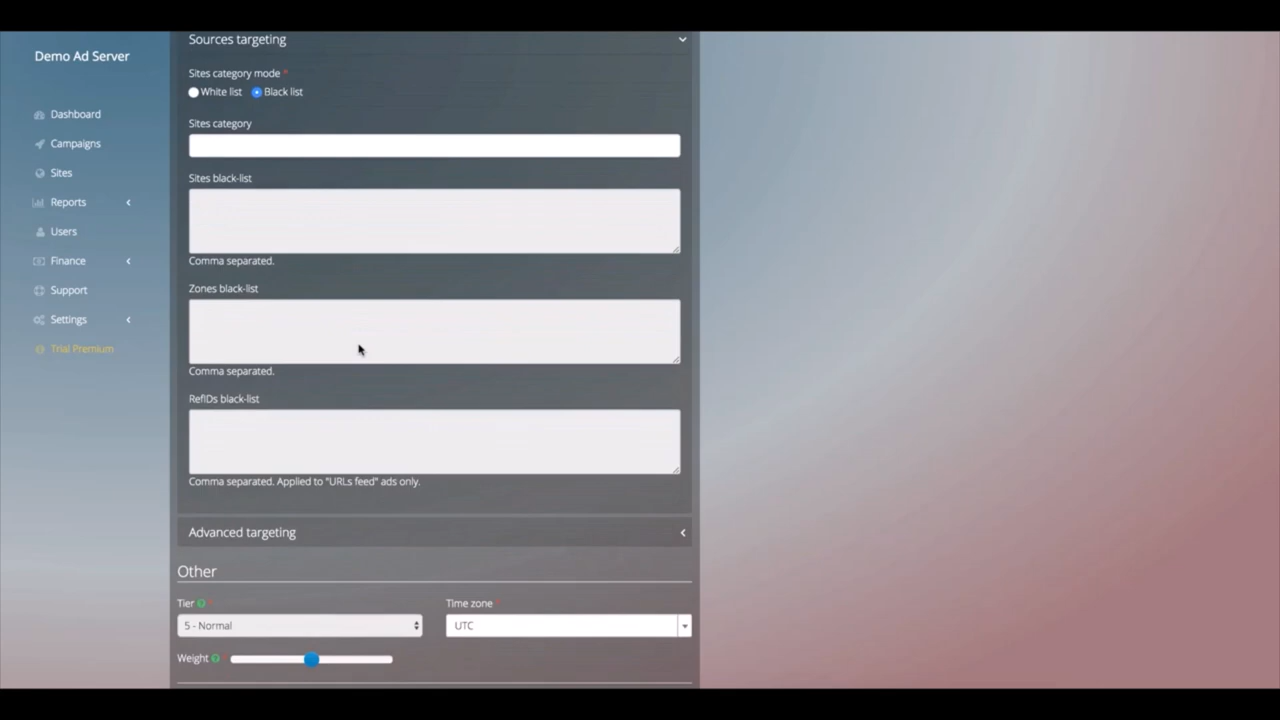 Demo Ad Server
Dashboard
Campaigns
Sites
Reports
Users
Finance
Support
Settings
Trial Premium
Sources targeting
Sites category mode *
White list Black list
Sites category
Sites black-list
Comma separated.
Zones black-list
Comma separated.
RefIDs black-list
Comma separated. Applied to "URLs feed" ads only.
Advanced targeting
Other
Tier
Time zone *
5 - Normal
UTC
Weight